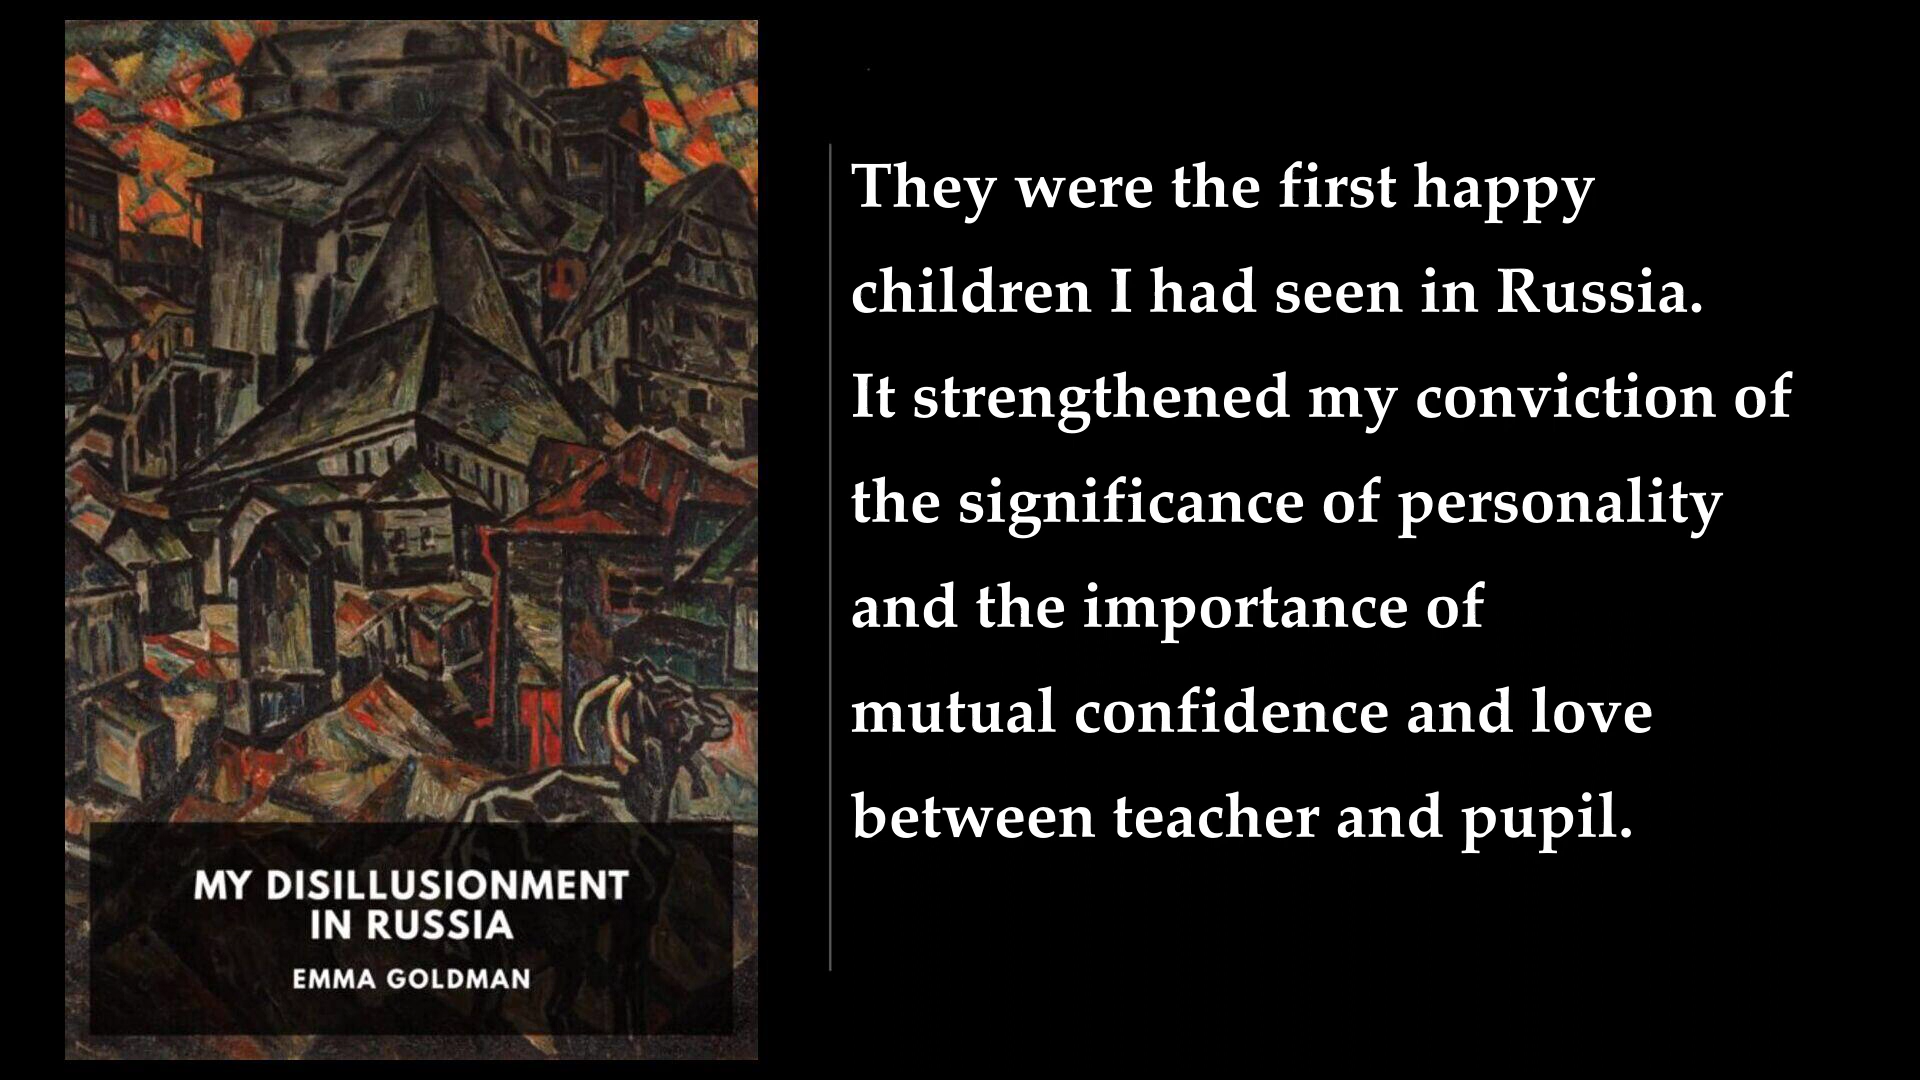 MY DISILLUSIONMENT
IN RUSSIA
EMMA GOLDMAN
They were the first happy
children I had seen in Russia.
It strengthened my conviction of
the significance of personality
and the importance of
mutual confidence and love
between teacher and pupil.